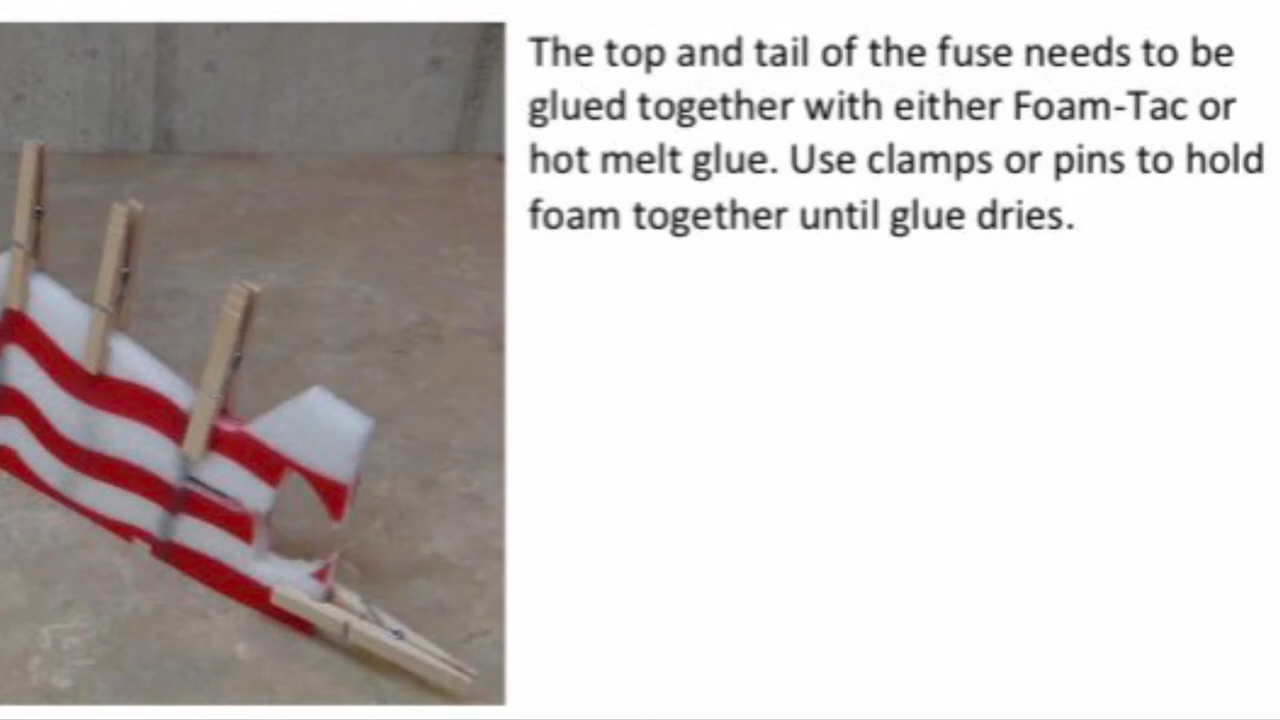 The top and tail of the fuse needs to be
glued together with either Foam-Tac or
hot melt glue. Use clamps or pins to hold
foam together until glue dries.